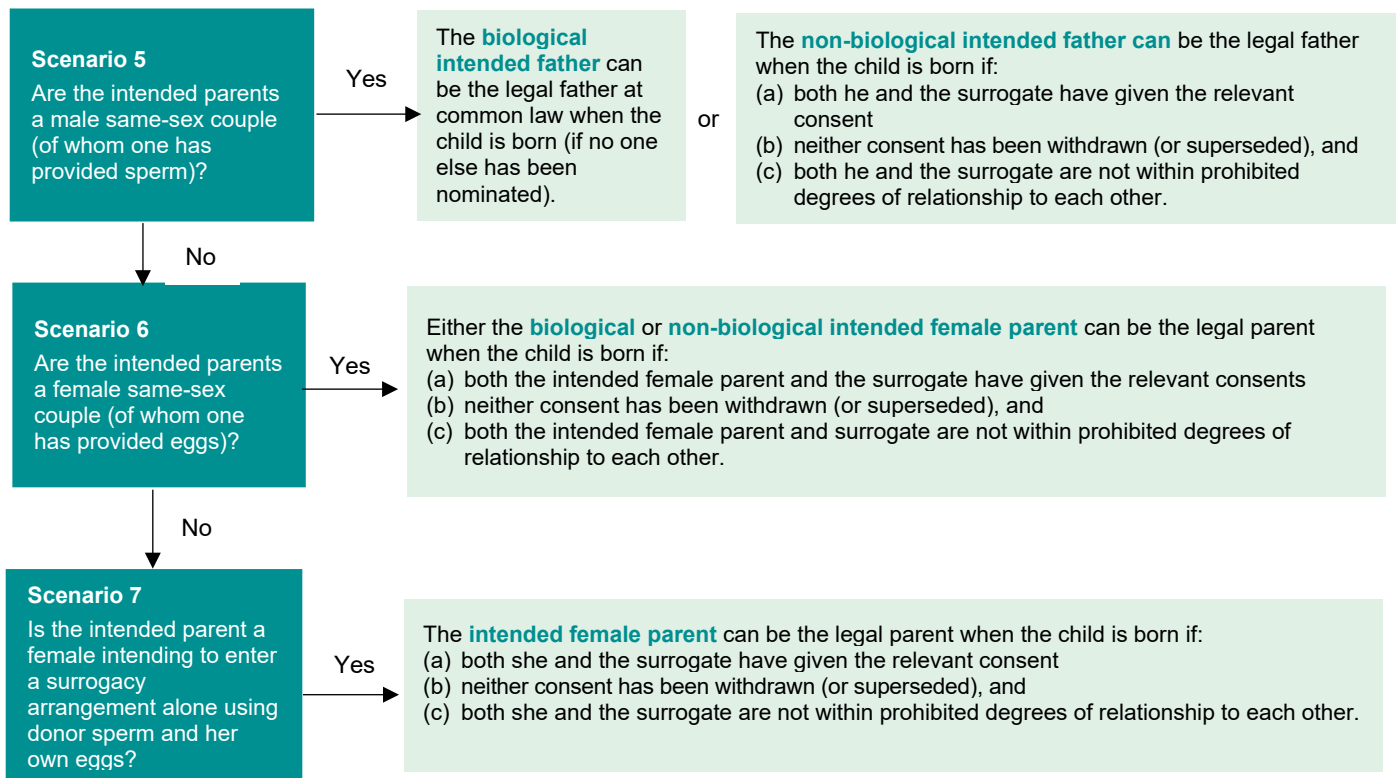 Scenario 5
Are the intended parents
a male same-sex couple
(of whom one has
provided sperm)?
Yes
The biological
intended father can
be the legal father at
common law when the
child is born (if no one
else has been
nominated).
or
The non-biological intended father can be the legal father
when the child is born if:
(a) both he and the surrogate have given the relevant
consent
(b) neither consent has been withdrawn (or superseded), and
(c) both he and the surrogate are not within prohibited
degrees of relationship to each other.
No
Scenario 6
Are the intended parents
a female same-sex
couple (of whom one
has provided eggs)?
Yes
Either the biological or non-biological intended female parent can be the legal parent
when the child is born if:
(a) both the intended female parent and the surrogate have given the relevant consents
(b) neither consent has been withdrawn (or superseded), and
(c) both the intended female parent and surrogate are not within prohibited degrees of
relationship to each other.
No
Scenario 7
Is the intended parent a
female intending to enter
a surrogacy
arrangement alone using
donor sperm and her
own eggs?
Yes
The intended female parent can be the legal parent when the child is born if:
(a) both she and the surrogate have given the relevant consent
(b) neither consent has been withdrawn (or superseded), and
(c) both she and the surrogate are not within prohibited degrees of relationship to each other.